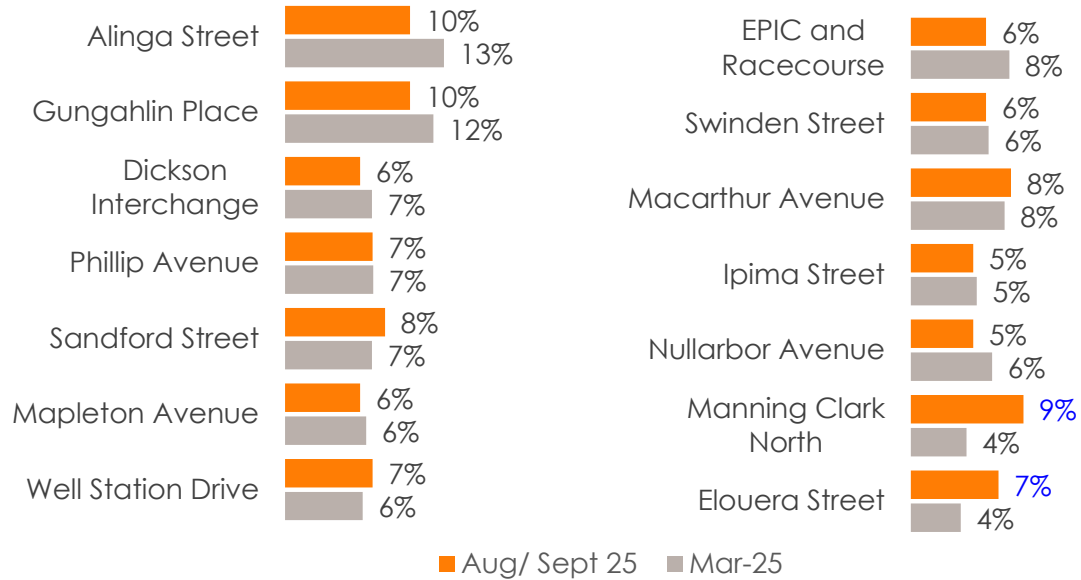 Alinga Street
10%
13%
Gungahlin Place
10%
12%
Dickson
Interchange
6%
7%
Phillip Avenue
7%
7%
Sandford Street
8%
7%
Mapleton Avenue
6%
6%
Well Station Drive
7%
6%
EPIC and
Racecourse
6%
8%
Swinden Street
6%
6%
Macarthur Avenue
8%
8%
Ipima Street
5%
5%
Nullarbor Avenue
5%
6%
Manning Clark
North
9%
4%
Elouera Street
7%
4%
Aug/ Sept 25
Mar-25